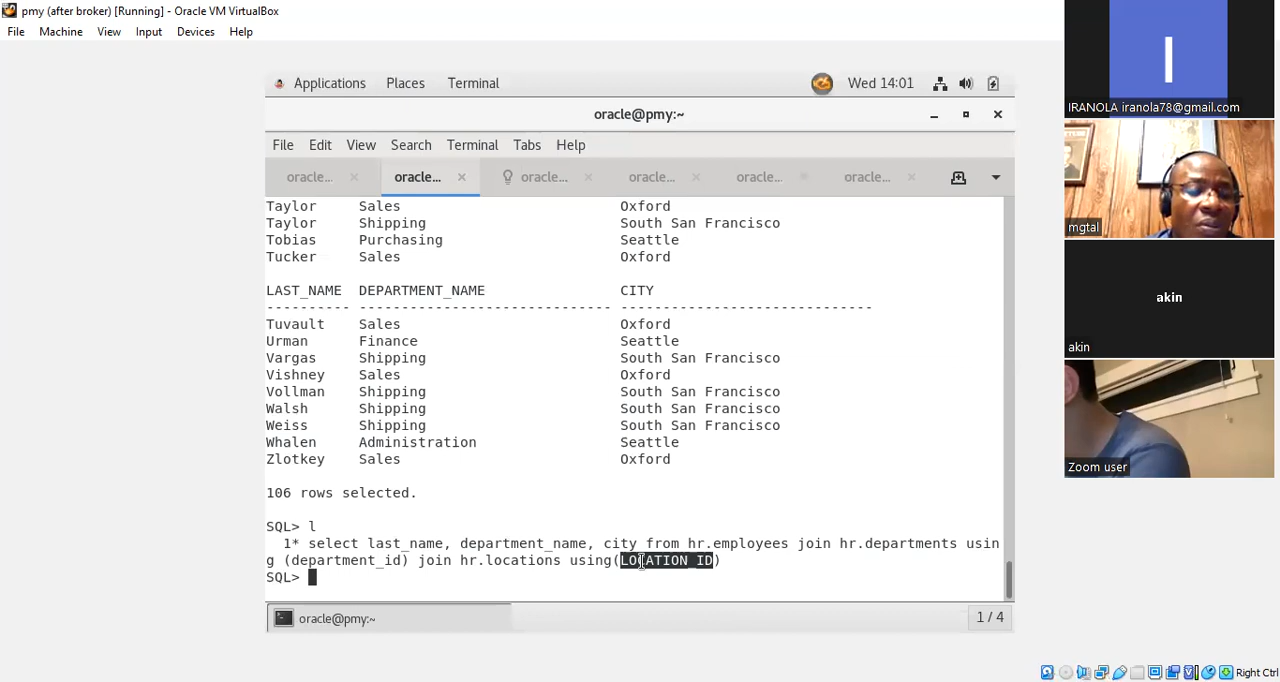 pmy (after broker) [Running] - Oracle VM VirtualBox
File Machine View Input Devices Help
Applications Places Terminal Wed 14:01
oracle@pmy:~
File Edit View Search Terminal Tabs Help
oracle... × oracle... × oracle... × oracle... × oracle... × oracle... ×
Taylor Sales Oxford
Taylor Shipping South San Francisco
Tobias Purchasing Seattle
Tucker Sales Oxford
LAST_NAME DEPARTMENT_NAME CITY
---------- ------------------------------ ------------------------------
Tuvault Sales Oxford
Urman Finance Seattle
Vargas Shipping South San Francisco
Vishney Sales Oxford
Vollman Shipping South San Francisco
Walsh Shipping South San Francisco
Weiss Shipping South San Francisco
Whalen Administration Seattle
Zlotkey Sales Oxford
106 rows selected.
SQL> l
1* select last_name, department_name, city from hr.employees join hr.departments usin
g (department_id) join hr.locations using(LOCATION_ID)
SQL>
oracle@pmy:~ 1 / 4
I
IRANOLA iranola78@gmail.com
mgtal
akin
akin
Zoom user
Right Ctrl